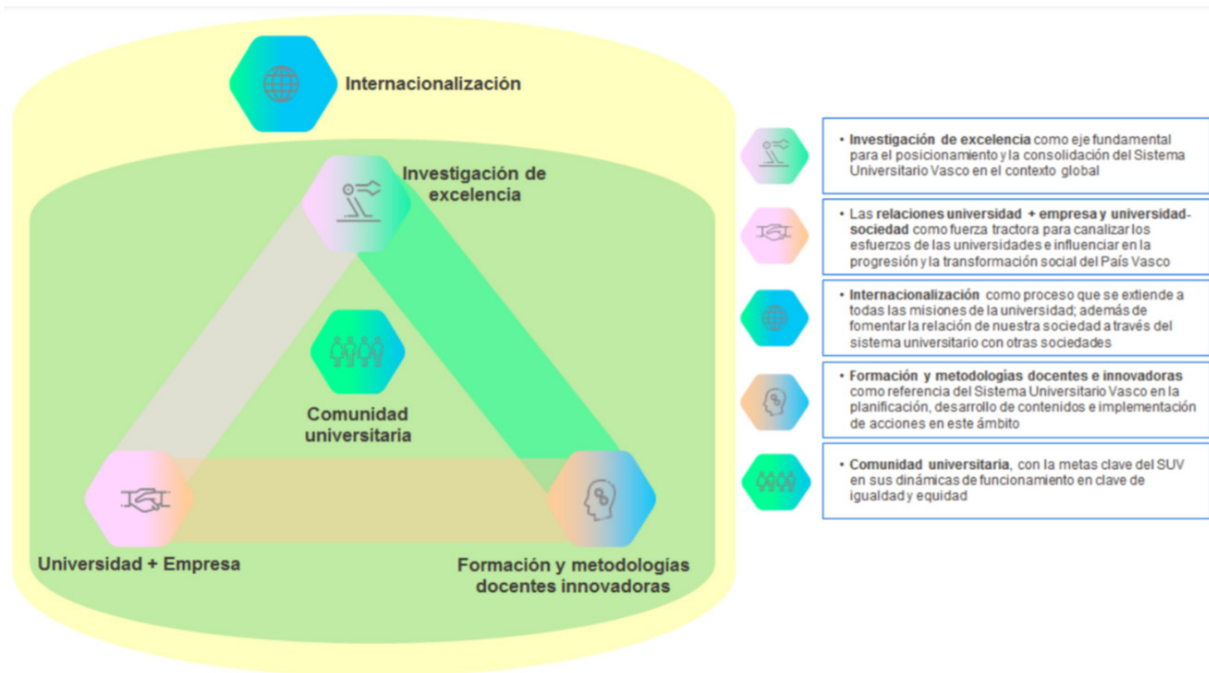 Internacionalización
Investigación de
excelencia
Comunidad
universitaria
Universidad + Empresa
Formación y metodologías
docentes innovadoras
• Investigación de excelencia como eje fundamental
para el posicionamiento y la consolidación del Sistema
Universitario Vasco en el contexto global
• Las relaciones universidad + empresa y universidad-
sociedad como fuerza tractora para canalizar los
esfuerzos de las universidades e influenciar en la
progresión y la transformación social del País Vasco
• Internacionalización como proceso que se extiende a
todas las misiones de la universidad; además de
fomentar la relación de nuestra sociedad a través del
sistema universitario con otras sociedades
• Formación y metodologías docentes e innovadoras
como referencia del Sistema Universitario Vasco en la
planificación, desarrollo de contenidos e implementación
de acciones en este ámbito
• Comunidad universitaria, con la metas clave del SUV
en sus dinámicas de funcionamiento en clave de
igualdad y equidad